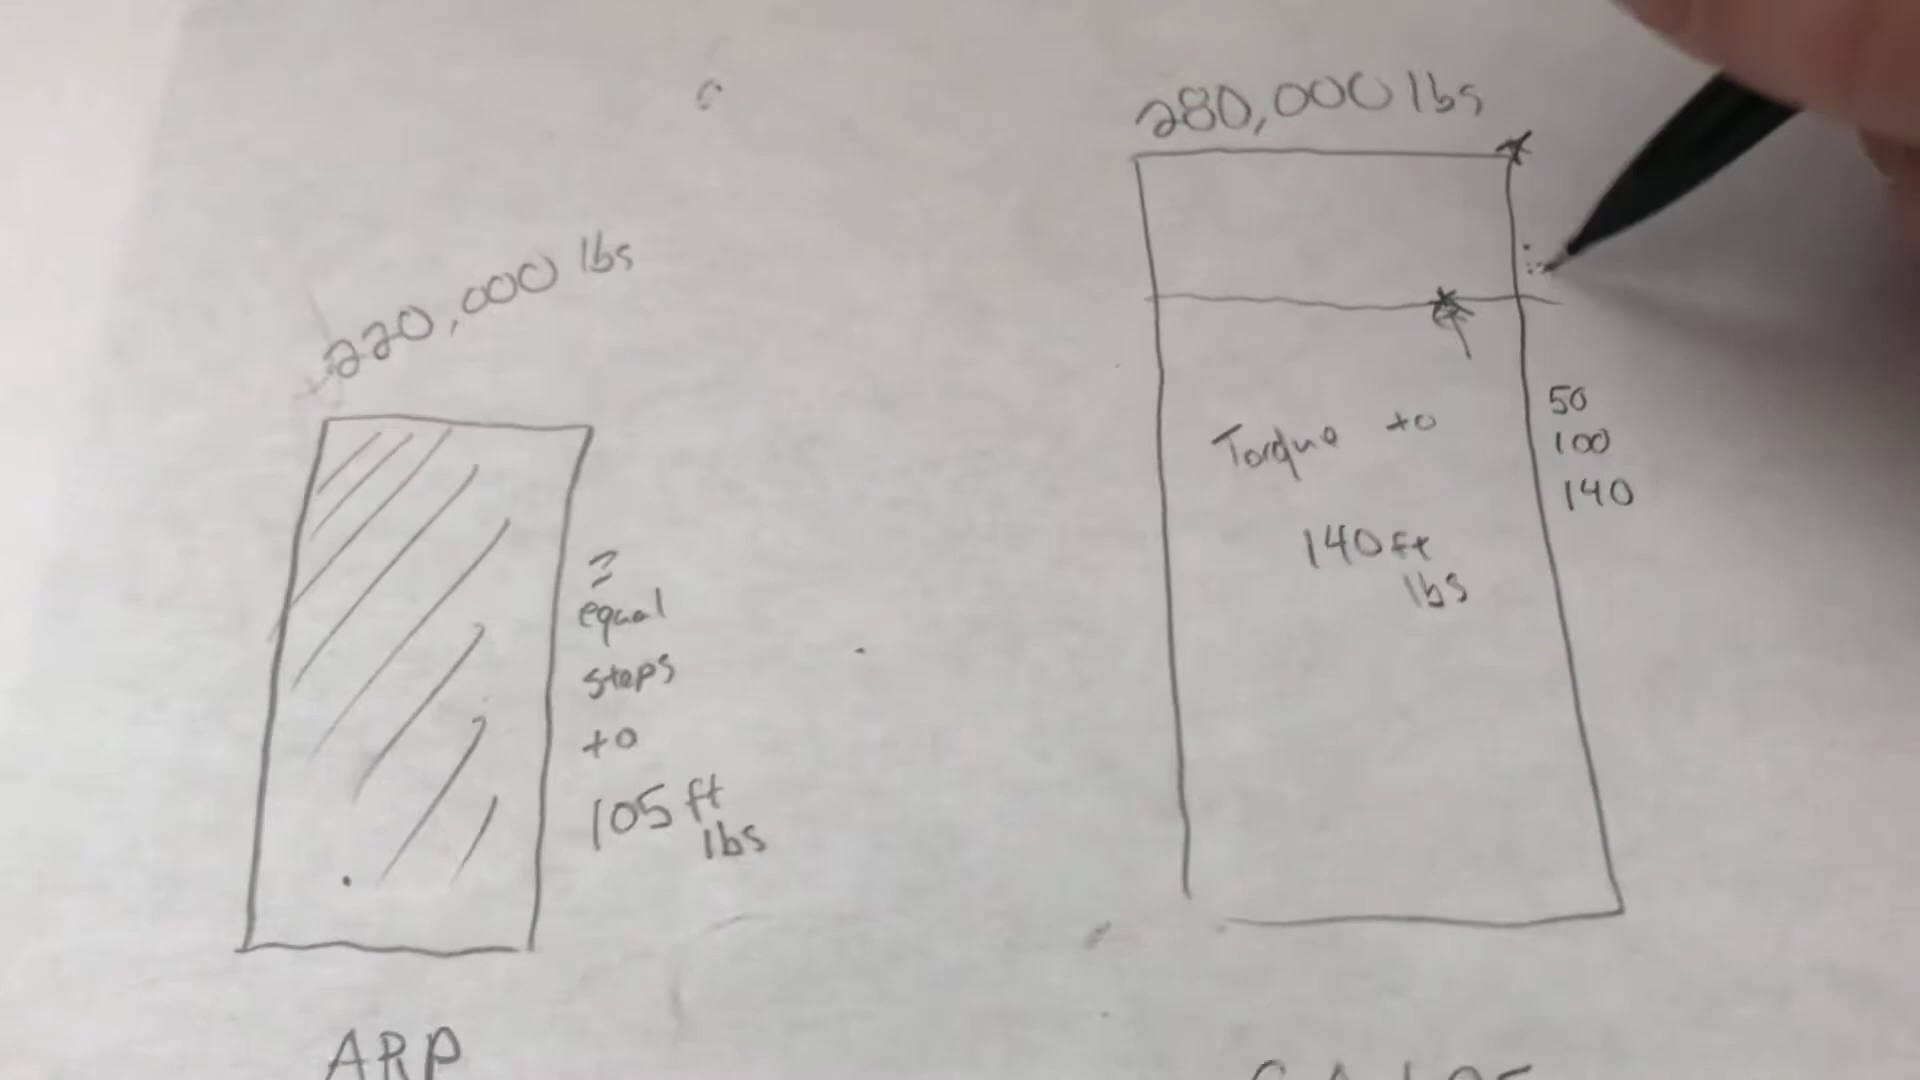 280,000 lbs
220,000 lbs
Torque to
140 ft
lbs
50
100
140
=
equal
steps
to
105 ft
lbs
ARP